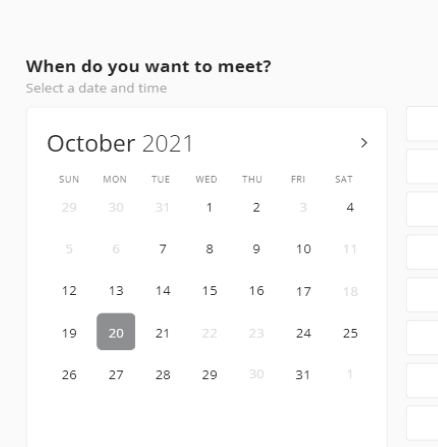 When do you want to meet?
Select a date and time
October 2021 >
SUN MON TUE WED THU FRI SAT
29 30 31 1 2 3 4
5 6 7 8 9 10 11
12 13 14 15 16 17 18
19 20 21 22 23 24 25
26 27 28 29 30 31 1